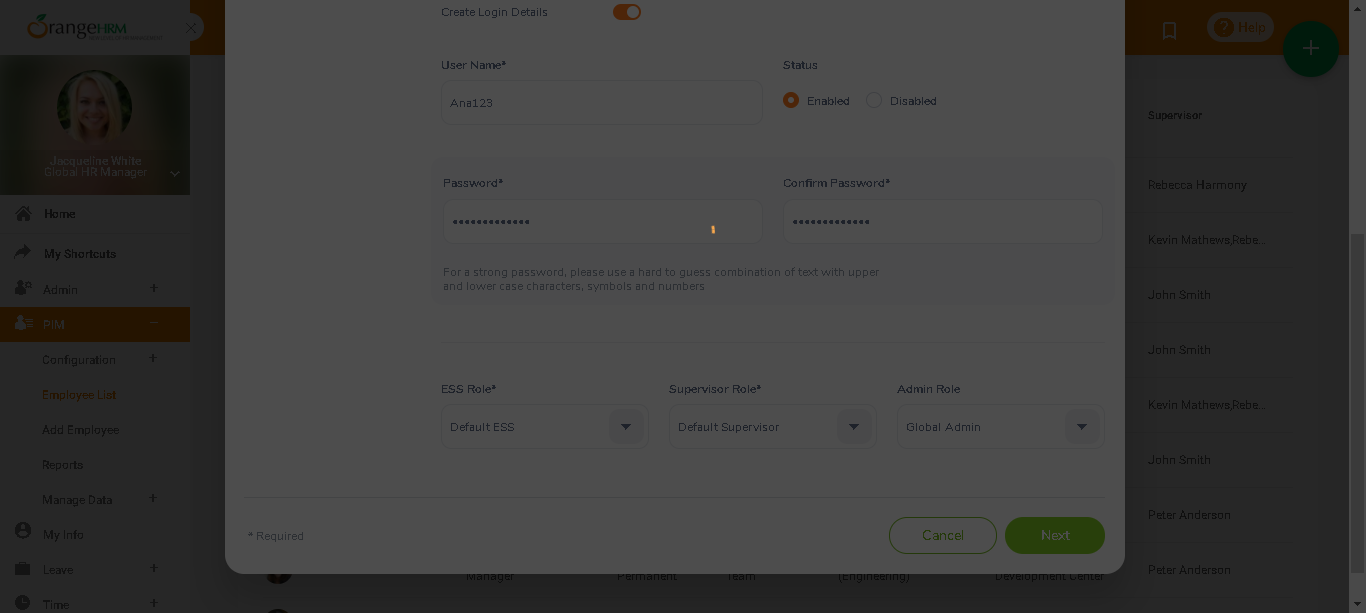 OrangeHRM
Create Login Details
Help
User Name*
Status
Ana123
Enabled
Disabled
Supervisor
Jacqueline White
Global HR Manager
Password*
Confirm Password*
Rebecca Harmony
Home
•••••••••••••
•••••••••••••
Kevin Mathews,Rebe...
My Shortcuts
For a strong password, please use a hard to guess combination of text with upper
and lower case characters, symbols and numbers
Admin
John Smith
PIM
Configuration
John Smith
Employee List
ESS Role*
Supervisor Role*
Admin Role
Kevin Mathews,Rebe...
Add Employee
Default ESS
Default Supervisor
Global Admin
Reports
John Smith
Manage Data
Peter Anderson
My Info
* Required
Cancel
Next
Leave
Manager
Permanent
Team
(Engineering)
Development Center
Peter Anderson
Time